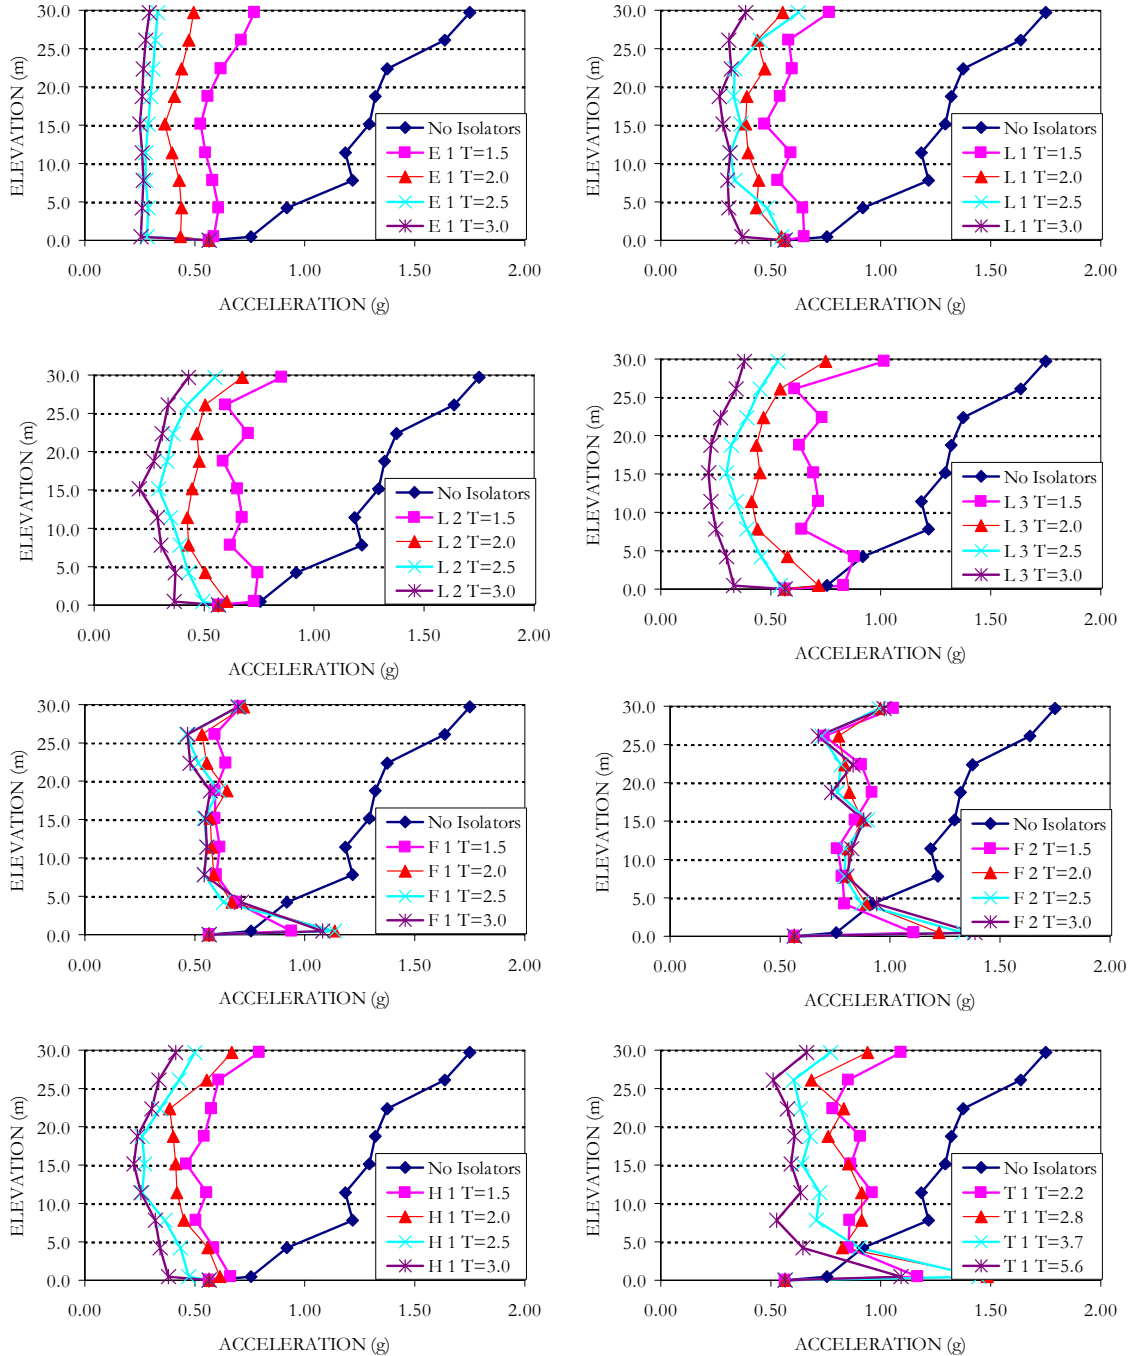 30.0
25.0
20.0
15.0
10.0
5.0
0.0
ELEVATION (m)
No Isolators
E 1 T=1.5
E 1 T=2.0
E 1 T=2.5
E 1 T=3.0
0.00 0.50 1.00 1.50 2.00
ACCELERATION (g)
30.0
25.0
20.0
15.0
10.0
5.0
0.0
ELEVATION (m)
No Isolators
L 1 T=1.5
L 1 T=2.0
L 1 T=2.5
L 1 T=3.0
0.00 0.50 1.00 1.50 2.00
ACCELERATION (g)
30.0
25.0
20.0
15.0
10.0
5.0
0.0
ELEVATION (m)
No Isolators
L 2 T=1.5
L 2 T=2.0
L 2 T=2.5
L 2 T=3.0
0.00 0.50 1.00 1.50 2.00
ACCELERATION (g)
30.0
25.0
20.0
15.0
10.0
5.0
0.0
ELEVATION (m)
No Isolators
L 3 T=1.5
L 3 T=2.0
L 3 T=2.5
L 3 T=3.0
0.00 0.50 1.00 1.50 2.00
ACCELERATION (g)
30.0
25.0
20.0
15.0
10.0
5.0
0.0
ELEVATION (m)
No Isolators
F 1 T=1.5
F 1 T=2.0
F 1 T=2.5
F 1 T=3.0
0.00 0.50 1.00 1.50 2.00
ACCELERATION (g)
30.0
25.0
20.0
15.0
10.0
5.0
0.0
ELEVATION (m)
No Isolators
F 2 T=1.5
F 2 T=2.0
F 2 T=2.5
F 2 T=3.0
0.00 0.50 1.00 1.50 2.00
ACCELERATION (g)
30.0
25.0
20.0
15.0
10.0
5.0
0.0
ELEVATION (m)
No Isolators
H 1 T=1.5
H 1 T=2.0
H 1 T=2.5
H 1 T=3.0
0.00 0.50 1.00 1.50 2.00
ACCELERATION (g)
30.0
25.0
20.0
15.0
10.0
5.0
0.0
ELEVATION (m)
No Isolators
T 1 T=2.2
T 1 T=2.8
T 1 T=3.7
T 1 T=5.6
0.00 0.50 1.00 1.50 2.00
ACCELERATION (g)